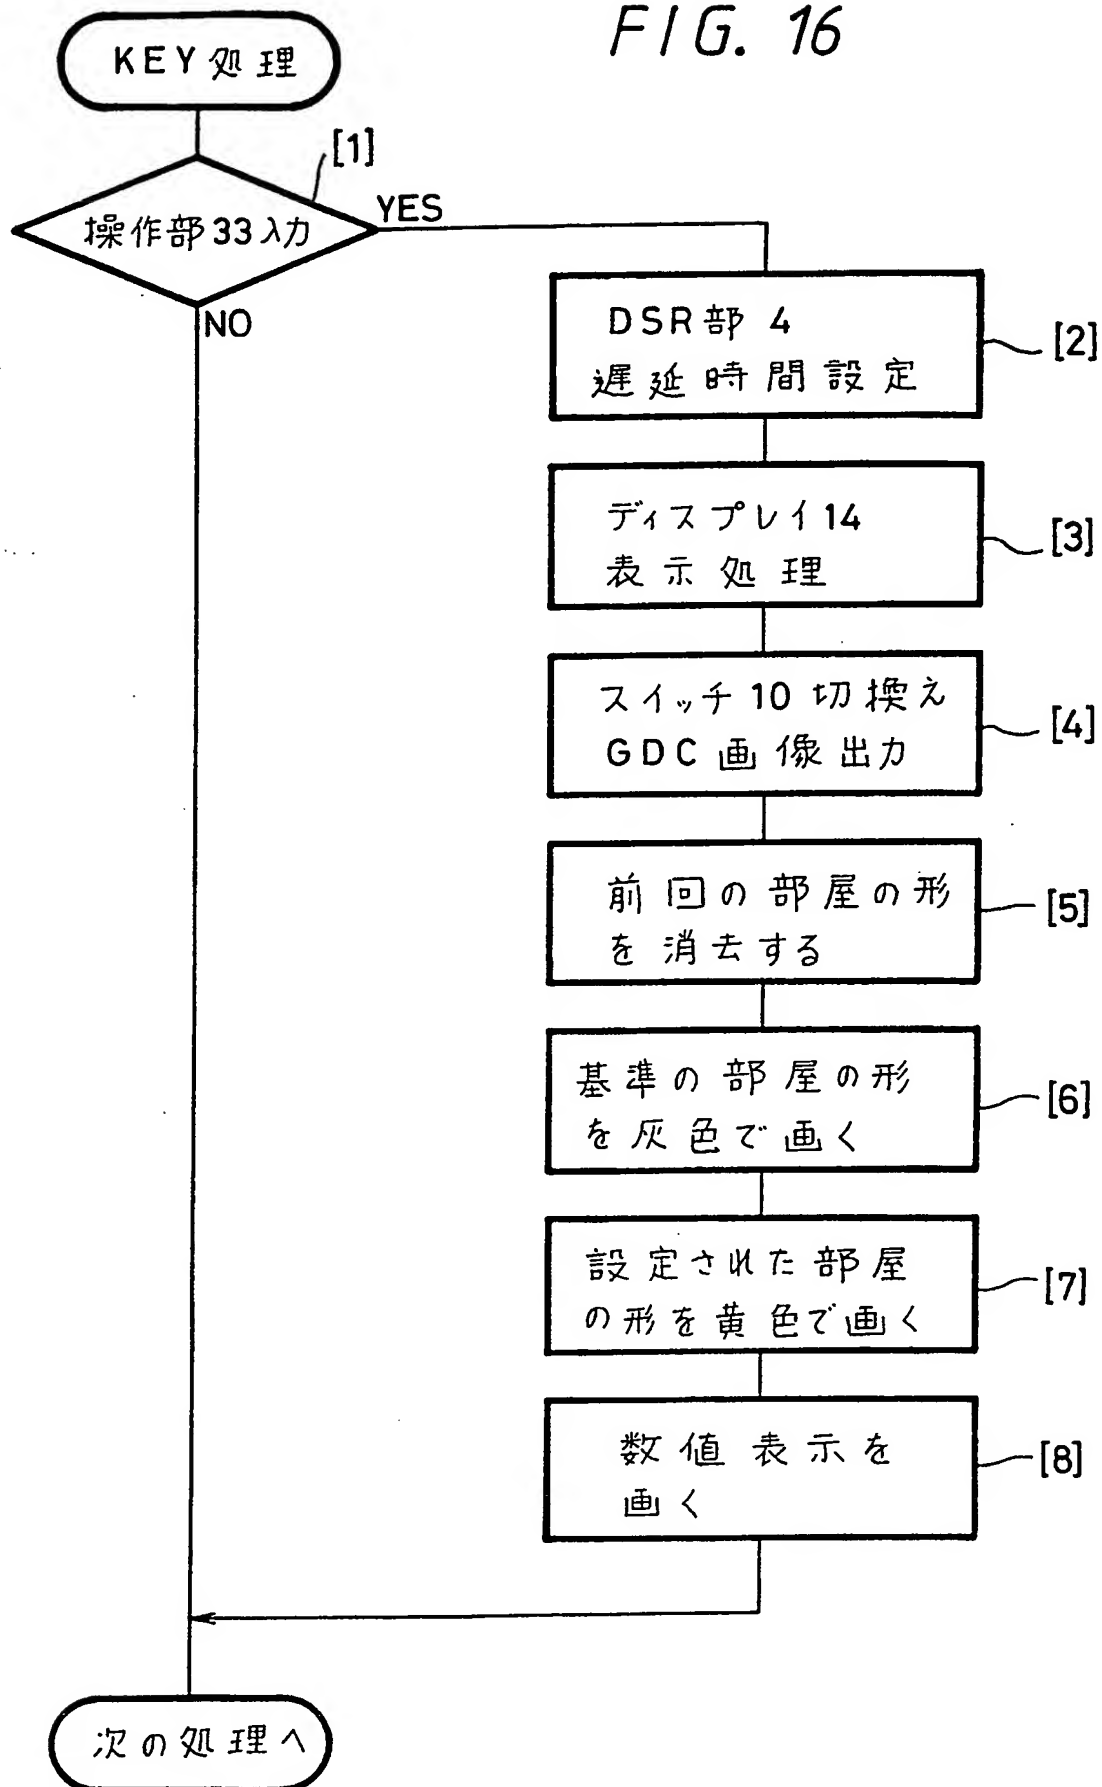 FIG. 16
KEY処理
[1]
操作部33入力
YES
NO
DSR部 4
遅延時間設定
[2]
ディスプレイ14
表示処理
[3]
スイッチ10切換え
GDC画像出力
[4]
前回の部屋の形
を消去する
[5]
基準の部屋の形
を灰色で画く
[6]
設定された部屋
の形を黄色で画く
[7]
数値表示を
画く
[8]
次の処理へ